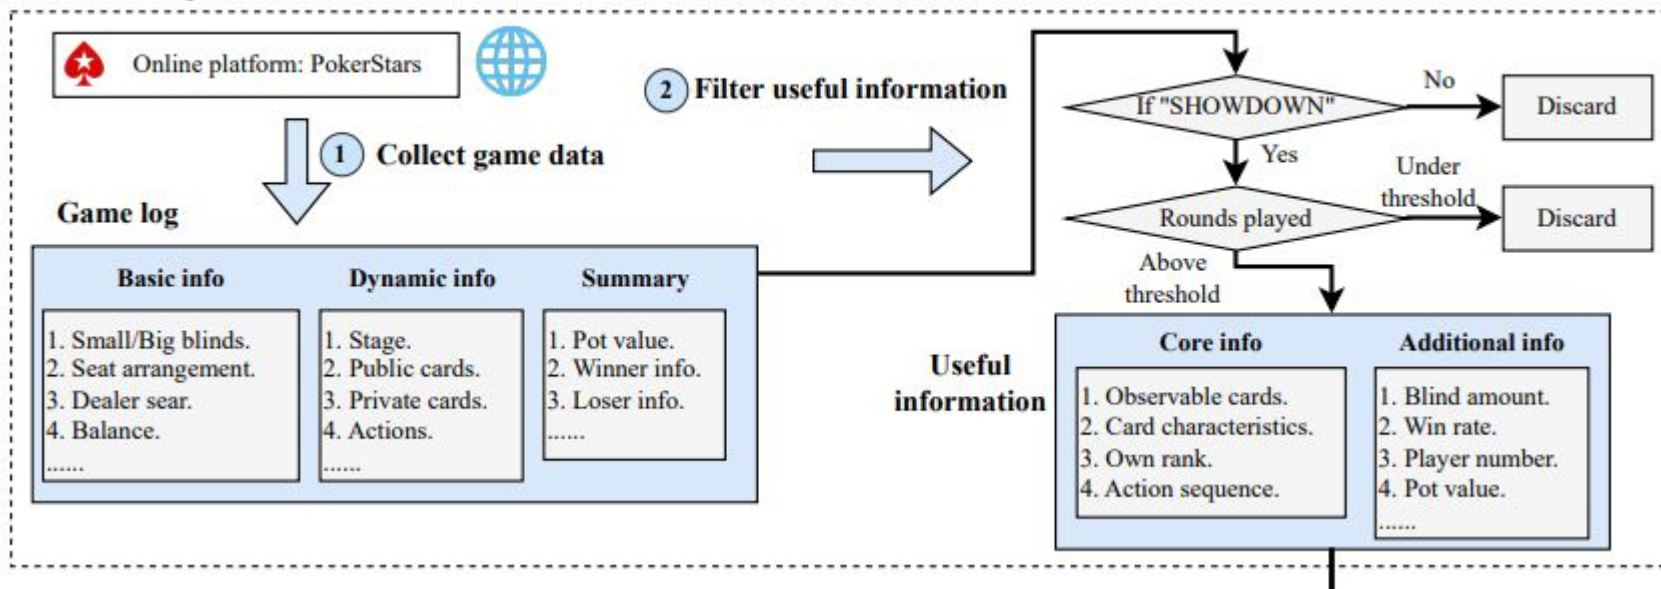 Online platform: PokerStars
1 Collect game data
Game log
Basic info
1. Small/Big blinds.
2. Seat arrangement.
3. Dealer sear.
4. Balance.
......
Dynamic info
1. Stage.
2. Public cards.
3. Private cards.
4. Actions.
......
Summary
1. Pot value.
2. Winner info.
3. Loser info.
......
2 Filter useful information
If "SHOWDOWN"
No
Discard
Yes
Rounds played
Under
threshold
Discard
Above
threshold
Useful
information
Core info
1. Observable cards.
2. Card characteristics.
3. Own rank.
4. Action sequence.
Additional info
1. Blind amount.
2. Win rate.
3. Player number.
4. Pot value.
......